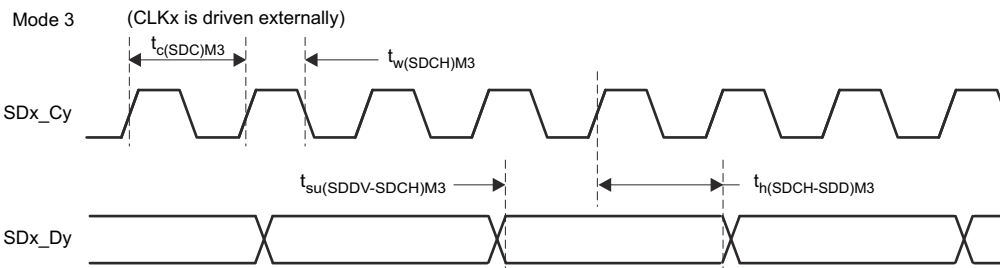 Mode 3 (CLKx is driven externally)
tc(SDC)M3
tw(SDCH)M3
SDx_Cy
tsu(SDDV-SDCH)M3
th(SDCH-SDD)M3
SDx_Dy